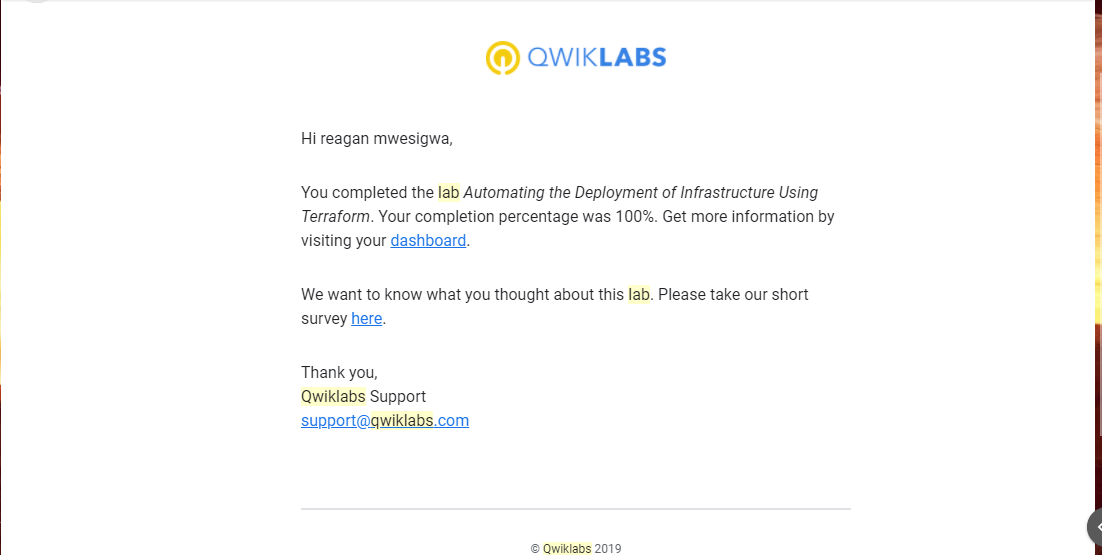 QWIKLABS
Hi reagan mwesigwa,
You completed the lab Automating the Deployment of Infrastructure Using
Terraform. Your completion percentage was 100%. Get more information by
visiting your dashboard.
We want to know what you thought about this lab. Please take our short
survey here.
Thank you,
Qwiklabs Support
support@qwiklabs.com
© Qwiklabs 2019